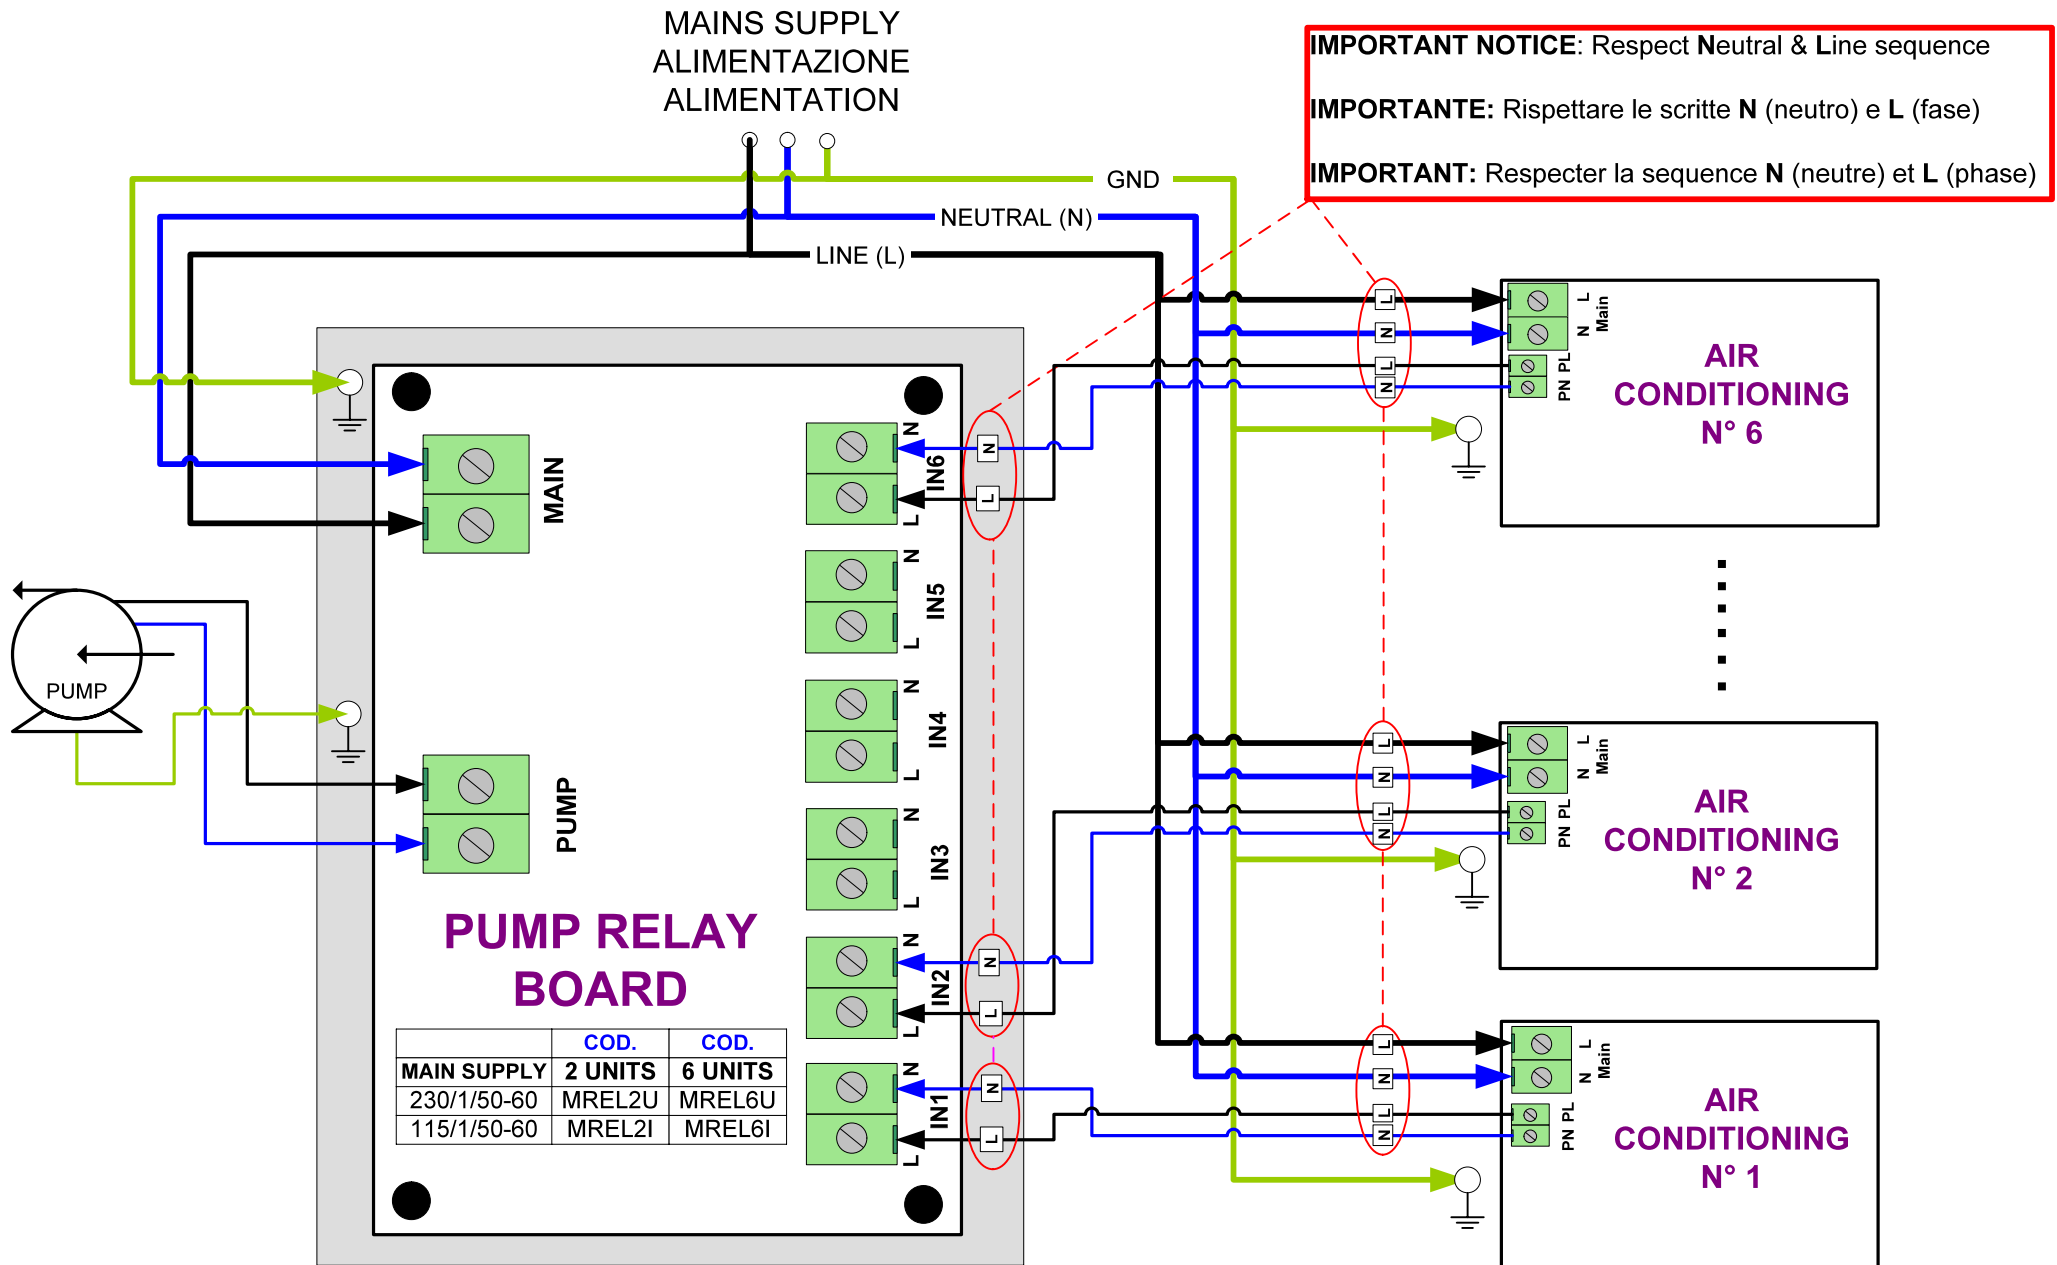 MAINS SUPPLY
ALIMENTAZIONE
ALIMENTATION
IMPORTANT NOTICE: Respect Neutral & Line sequence
IMPORTANTE: Rispettare le scritte N (neutro) e L (fase)
IMPORTANT: Respecter la sequence N (neutre) et L (phase)
GND
NEUTRAL (N)
LINE (L)
MAIN
PUMP
PUMP
N
IN6
L
N
IN5
L
N
IN4
L
N
IN3
L
N
IN2
L
N
IN1
L
N
L
N
L
N
L
PUMP RELAY
BOARD
COD. COD.
MAIN SUPPLY 2 UNITS 6 UNITS
230/1/50-60 MREL2U MREL6U
115/1/50-60 MREL2I MREL6I
L
N
L
N
L
N
Main
PL
PN
AIR
CONDITIONING
N° 6
L
N
L
N
L
N
Main
PL
PN
AIR
CONDITIONING
N° 2
L
N
L
N
L
N
Main
PL
PN
AIR
CONDITIONING
N° 1